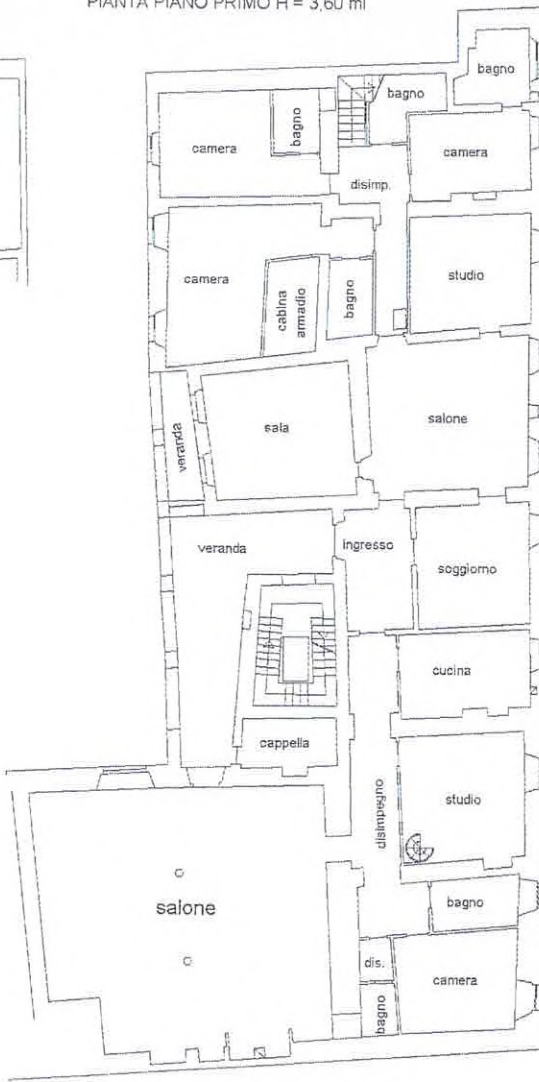 PIANTA PIANO PRIMO H = 3,60 ml
bagno
bagno
bagno
camera
camera
disimp.
camera
studio
cabina
armadio
bagno
sala
salone
veranda
veranda
ingresso
soggiorno
cucina
cappella
disimpegno
studio
salone
bagno
dis.
camera
bagno